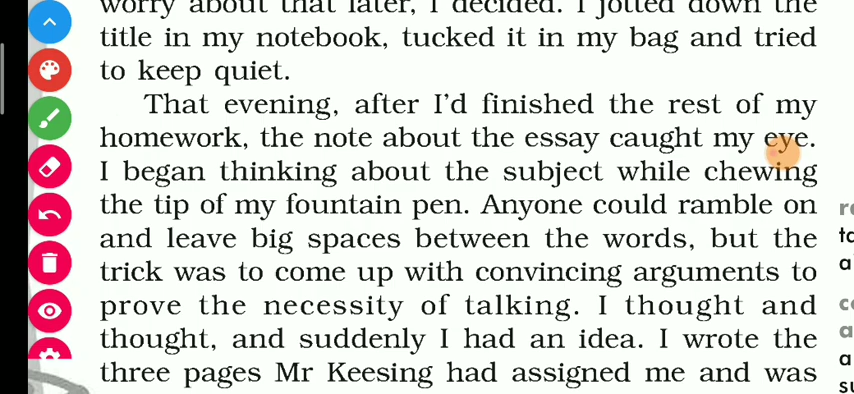 worry about that later, I decided. I jotted down the
title in my notebook, tucked it in my bag and tried
to keep quiet.
That evening, after I'd finished the rest of my
homework, the note about the essay caught my eye.
I began thinking about the subject while chewing
the tip of my fountain pen. Anyone could ramble on
and leave big spaces between the words, but the
trick was to come up with convincing arguments to
prove the necessity of talking. I thought and
thought, and suddenly I had an idea. I wrote the
three pages Mr Keesing had assigned me and was